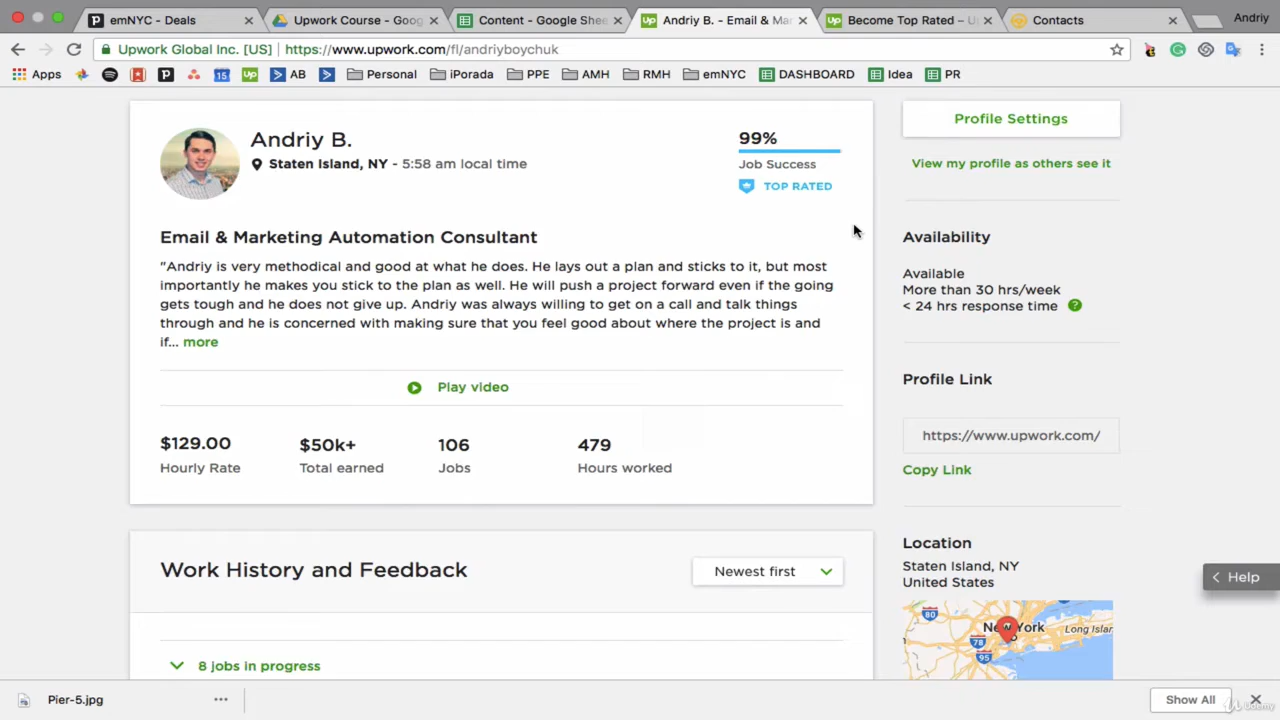 emNYC - Deals
Upwork Course - Goog
Content - Google Shee
Andriy B. - Email & Mar
Become Top Rated – U
Contacts
Andriy
Upwork Global Inc. [US]
https://www.upwork.com/fl/andriyboychuk
Apps
15
Up
AB
Personal
iPorada
PPE
AMH
RMH
emNYC
DASHBOARD
Idea
PR
Andriy B.
Staten Island, NY - 5:58 am local time
99%
Job Success
TOP RATED
Email & Marketing Automation Consultant
"Andriy is very methodical and good at what he does. He lays out a plan and sticks to it, but most
importantly he makes you stick to the plan as well. He will push a project forward even if the going
gets tough and he does not give up. Andriy was always willing to get on a call and talk things
through and he is concerned with making sure that you feel good about where the project is and
if... more
Play video
$129.00
Hourly Rate
$50k+
Total earned
106
Jobs
479
Hours worked
Work History and Feedback
Newest first
8 jobs in progress
Profile Settings
View my profile as others see it
Availability
Available
More than 30 hrs/week
< 24 hrs response time
Profile Link
https://www.upwork.com/
Copy Link
Location
Staten Island, NY
United States
80
New York
Long Islan
78
95
Help
Pier-5.jpg
Show All
Udemy